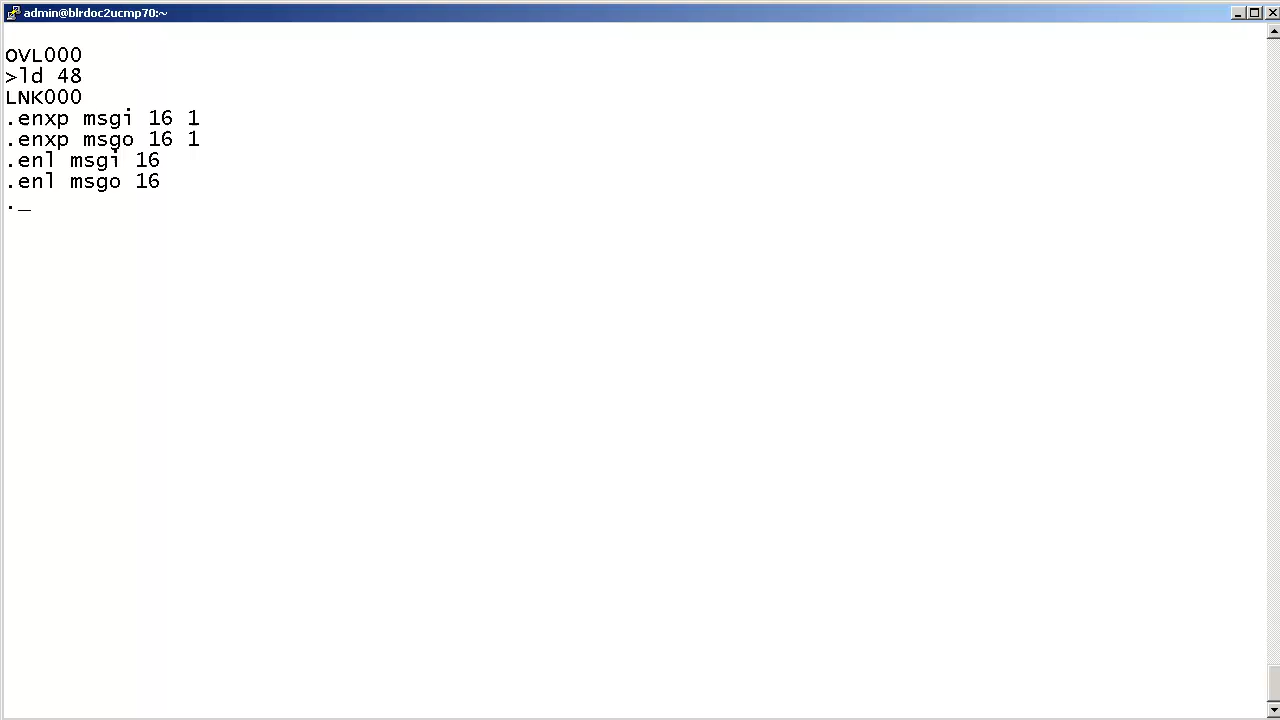 admin@blrdoc2ucmp70:~
OVL000
>ld 48
LNK000
.enxp msgi 16 1
.enxp msgo 16 1
.enl msgi 16
.enl msgo 16
._